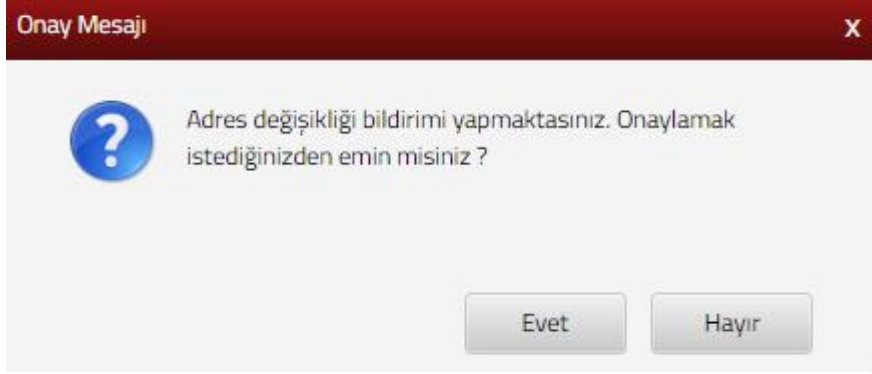 Onay Mesajı
x
Adres değişikliği bildirimi yapmaktasınız. Onaylamak
istediğinizden emin misiniz ?
Evet
Hayır